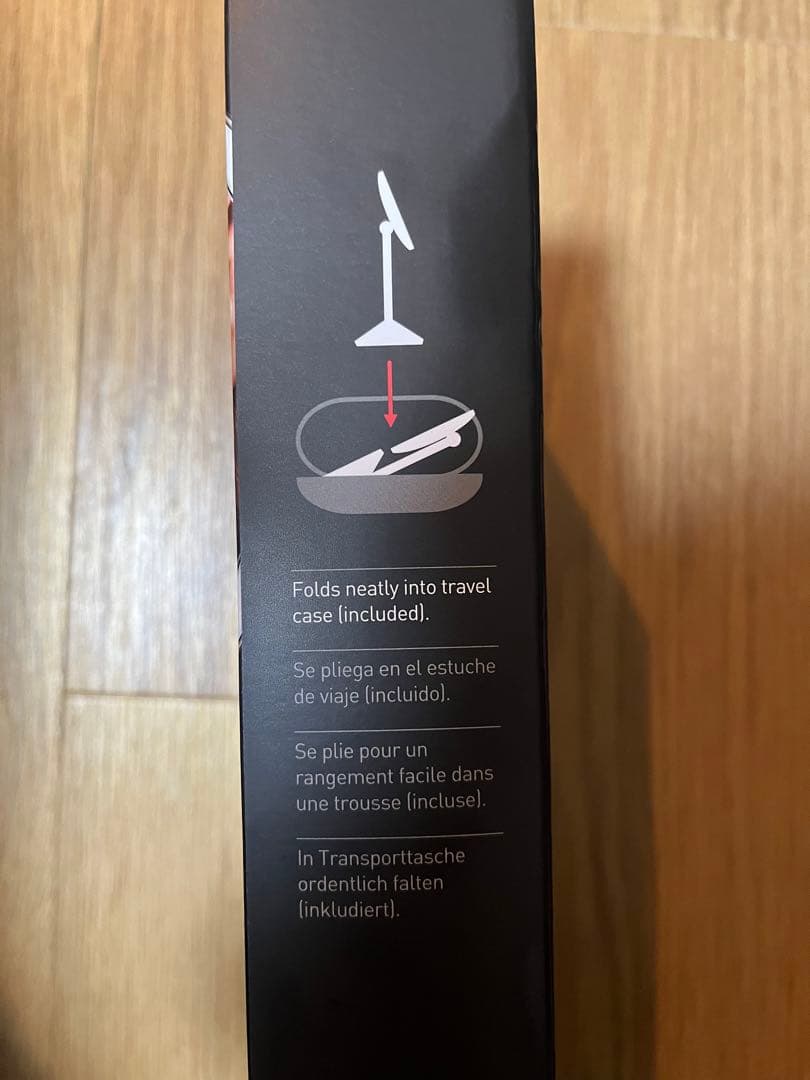 Folds neatly into travel
case (included).
Se pliega en el estuche
de viaje (incluido).
Se plie pour un
rangement facile dans
une trousse (incluse).
In Transporttasche
ordentlich falten
(inkludiert).